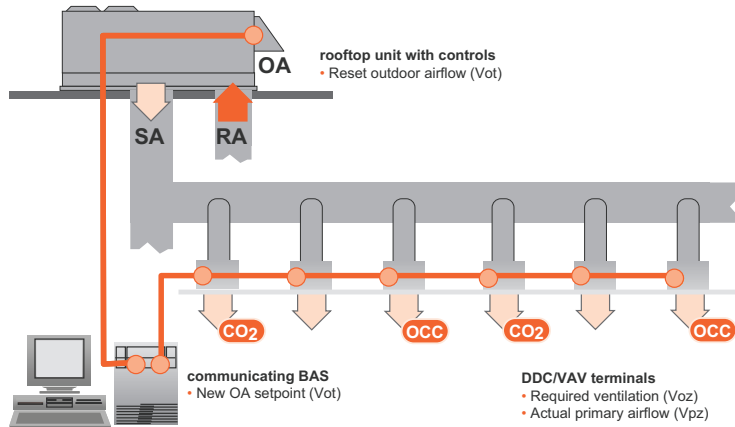 OA
rooftop unit with controls
• Reset outdoor airflow (Vot)
SA
RA
CO2
OCC
CO2
OCC
communicating BAS
• New OA setpoint (Vot)
DDC/VAV terminals
• Required ventilation (Voz)
• Actual primary airflow (Vpz)